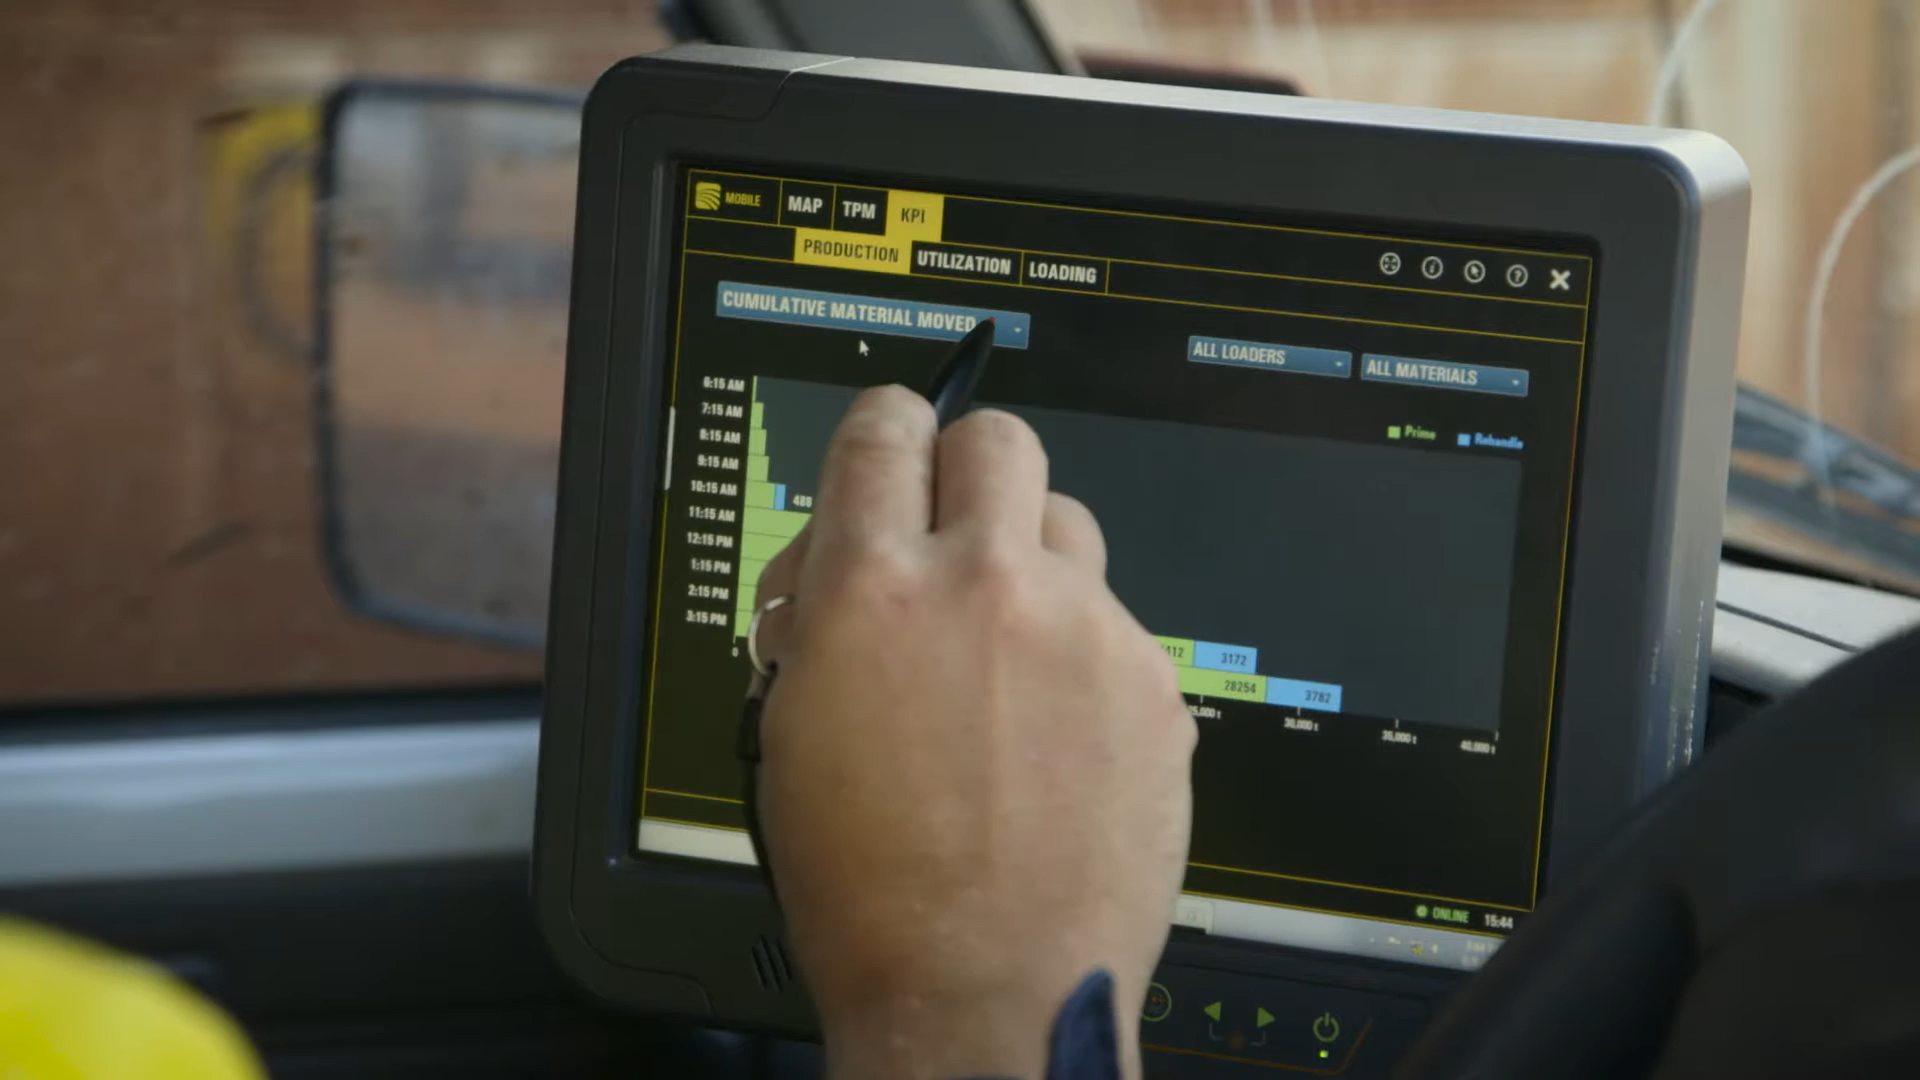 MOBILE MAP TPM KPI
PRODUCTION UTILIZATION LOADING
CUMULATIVE MATERIAL MOVED
ALL LOADERS ALL MATERIALS
Prime Rehandle
6:15 AM
7:15 AM
8:15 AM
9:15 AM
10:15 AM 488
11:15 AM
12:15 PM
1:15 PM
2:15 PM 3172
3:15 PM 28254 3782
0 30,000 t 35,000 t 40,000 t
ONLINE 15:44